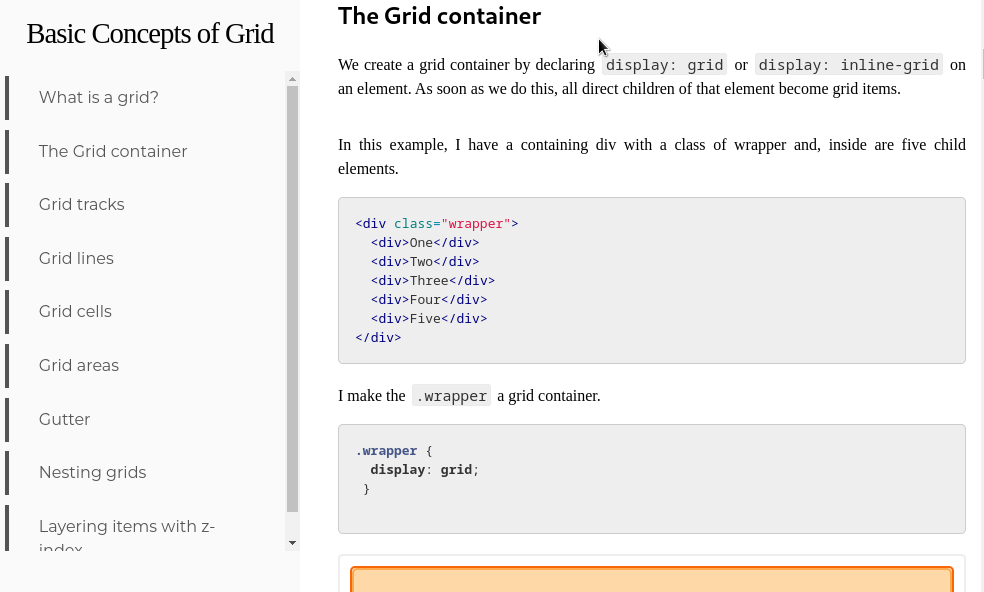 Basic Concepts of Grid
What is a grid?
The Grid container
Grid tracks
Grid lines
Grid cells
Grid areas
Gutter
Nesting grids
Layering items with z-
index
The Grid container
We create a grid container by declaring display: grid or display: inline-grid on
an element. As soon as we do this, all direct children of that element become grid items.
In this example, I have a containing div with a class of wrapper and, inside are five child
elements.
<div class="wrapper">
  <div>One</div>
  <div>Two</div>
  <div>Three</div>
  <div>Four</div>
  <div>Five</div>
</div>
I make the .wrapper a grid container.
.wrapper {
  display: grid;
 }